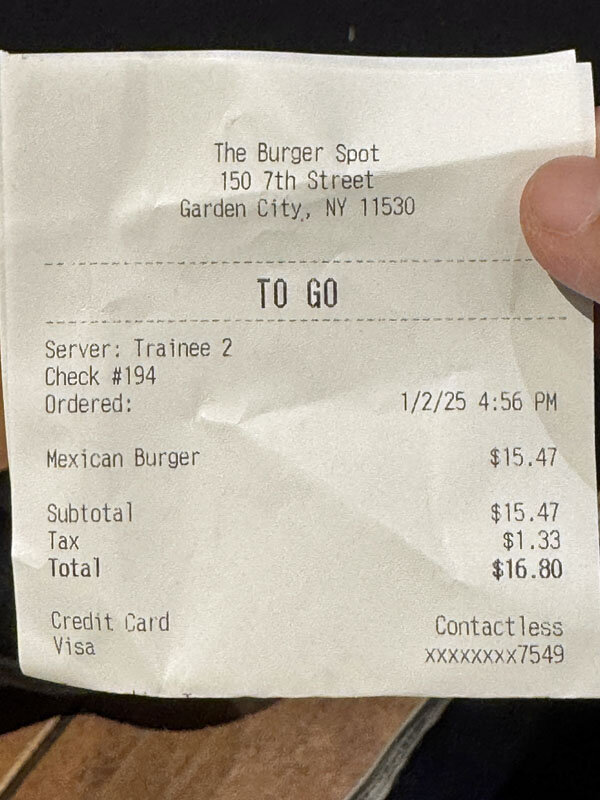 The Burger Spot
150 7th Street
Garden City, NY 11530
TO GO
Server: Trainee 2
Check #194
Ordered: 1/2/25 4:56 PM
Mexican Burger $15.47
Subtotal $15.47
Tax $1.33
Total $16.80
Credit Card Contactless
Visa xxxxxxxx7549